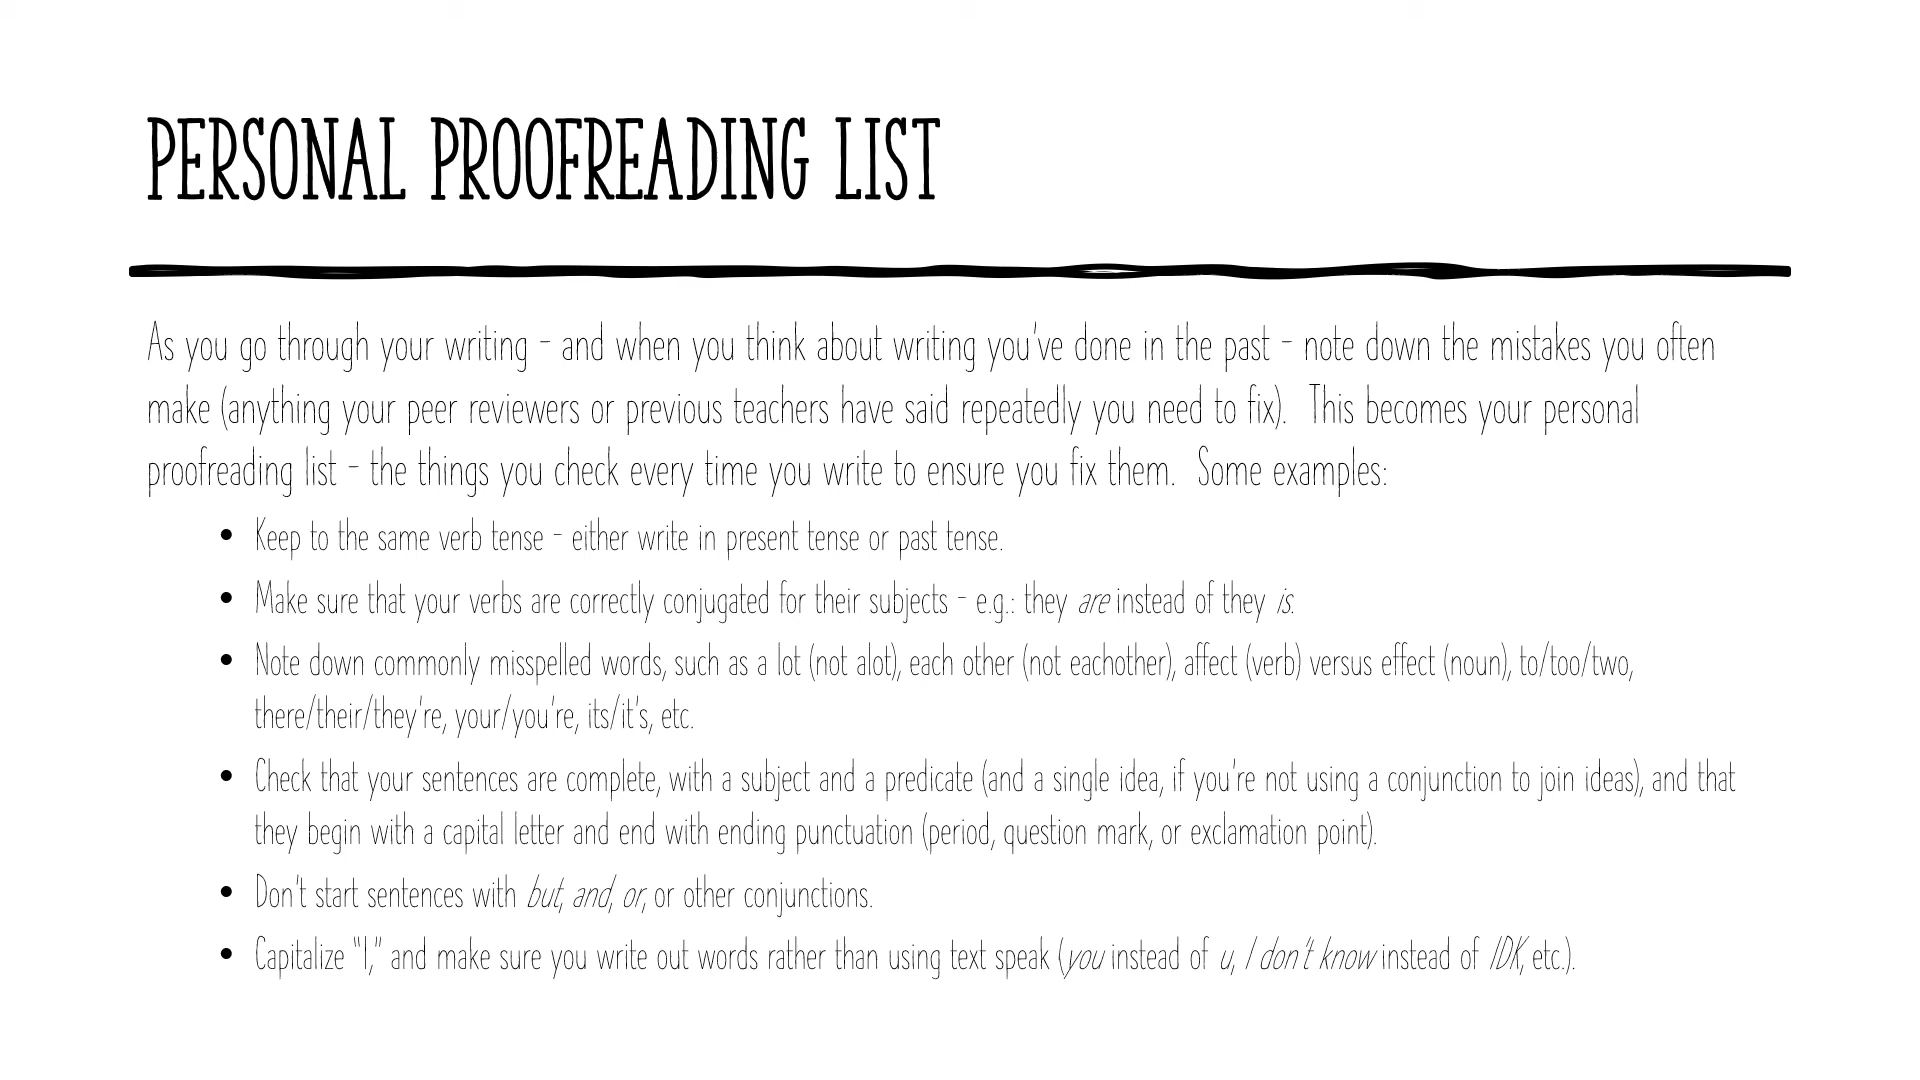 PERSONAL PROOFREADING LIST
As you go through your writing - and when you think about writing you've done in the past - note down the mistakes you often
make (anything your peer reviewers or previous teachers have said repeatedly you need to fix).  This becomes your personal
proofreading list - the things you check every time you write to ensure you fix them.  Some examples:
• Keep to the same verb tense - either write in present tense or past tense.
• Make sure that your verbs are correctly conjugated for their subjects - e.g.: they are instead of they is.
• Note down commonly misspelled words, such as a lot (not alot), each other (not eachother), affect (verb) versus effect (noun), to/too/two,
there/their/they're, your/you're, its/it's, etc.
• Check that your sentences are complete, with a subject and a predicate (and a single idea, if you're not using a conjunction to join ideas), and that
they begin with a capital letter and end with ending punctuation (period, question mark, or exclamation point).
• Don't start sentences with but, and, or, or other conjunctions.
• Capitalize "I," and make sure you write out words rather than using text speak (you instead of u, I don't know instead of IDK, etc.).